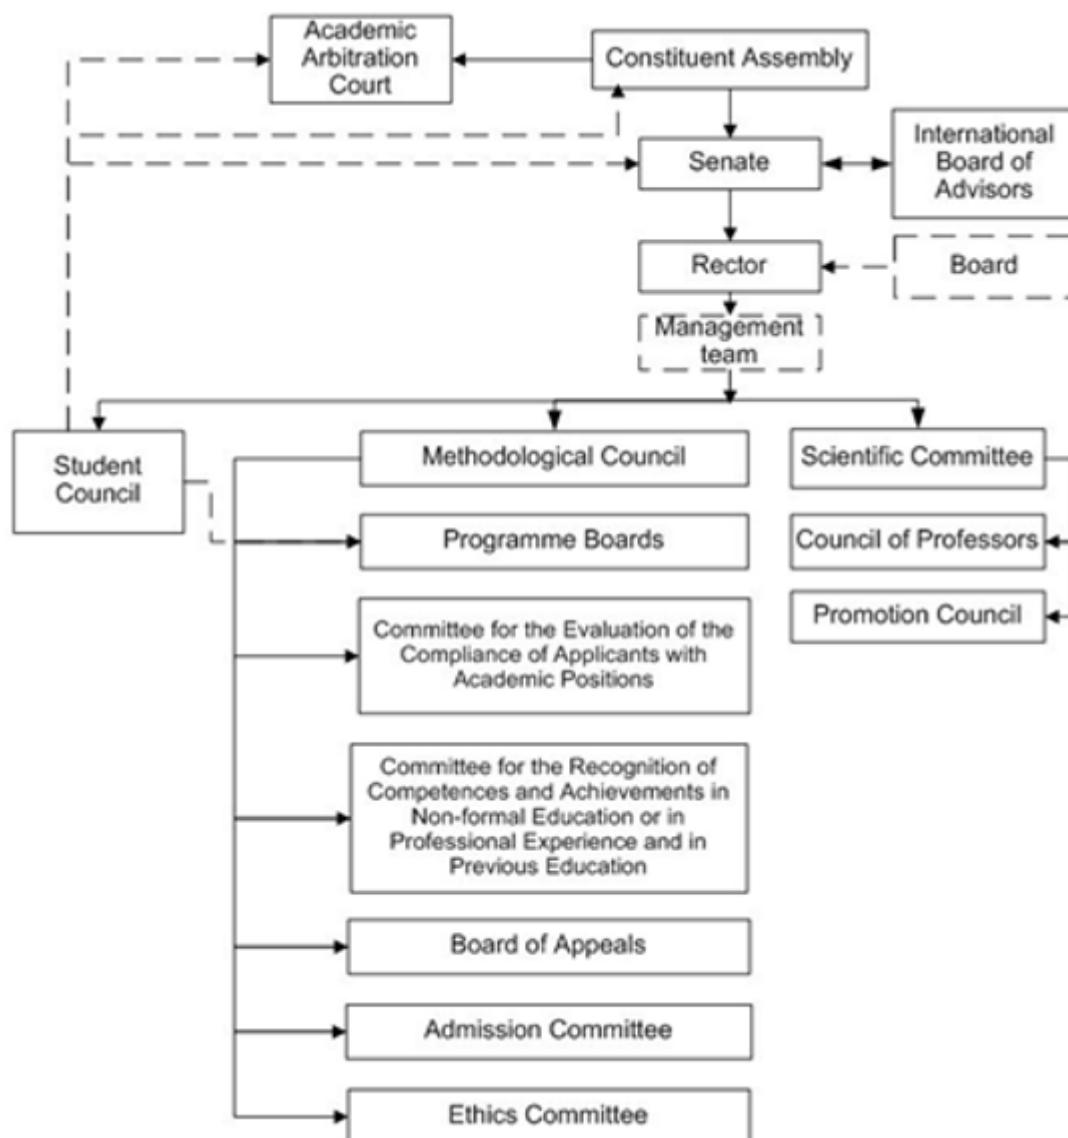 Academic
Arbitration
Court
Constituent Assembly
Senate
International
Board of
Advisors
Rector
Board
Management
team
Student
Council
Methodological Council
Scientific Committee
Programme Boards
Council of Professors
Promotion Council
Committee for the Evaluation of the
Compliance of Applicants with
Academic Positions
Committee for the Recognition of
Competences and Achievements in
Non-formal Education or in
Professional Experience and in
Previous Education
Board of Appeals
Admission Committee
Ethics Committee